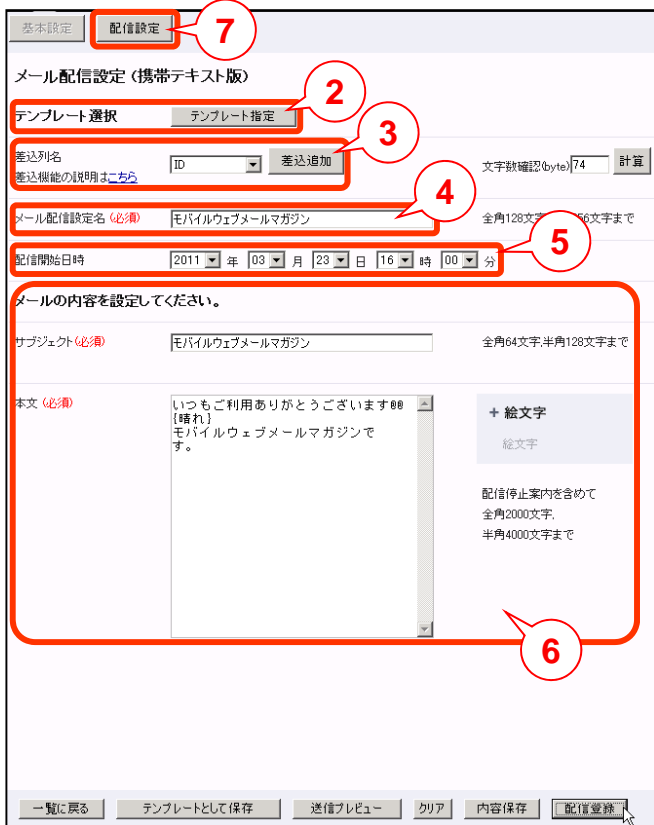 基本設定 配信設定 7
メール配信設定 (携帯テキスト版)
2
テンプレート選択 テンプレート指定
3
差込列名 ID 差込追加 文字数確認(byte) 74 計算
差込機能の説明はこちら
4
メール配信設定名 (必須) モバイルウェブメールマガジン 全角128文字 56文字まで
5
配信開始日時 2011 年 03 月 23 日 16 時 00 分
メールの内容を設定してください。
サブジェクト(必須) モバイルウェブメールマガジン 全角64文字,半角128文字まで
本文 (必須)
いつもご利用ありがとうございます@@
{晴れ}
モバイルウェブメールマガジンで
す。
+ 絵文字
絵文字
配信停止案内を含めて
全角2000文字,
半角4000文字まで
6
一覧に戻る テンプレートとして保存 送信プレビュー クリア 内容保存 配信登録